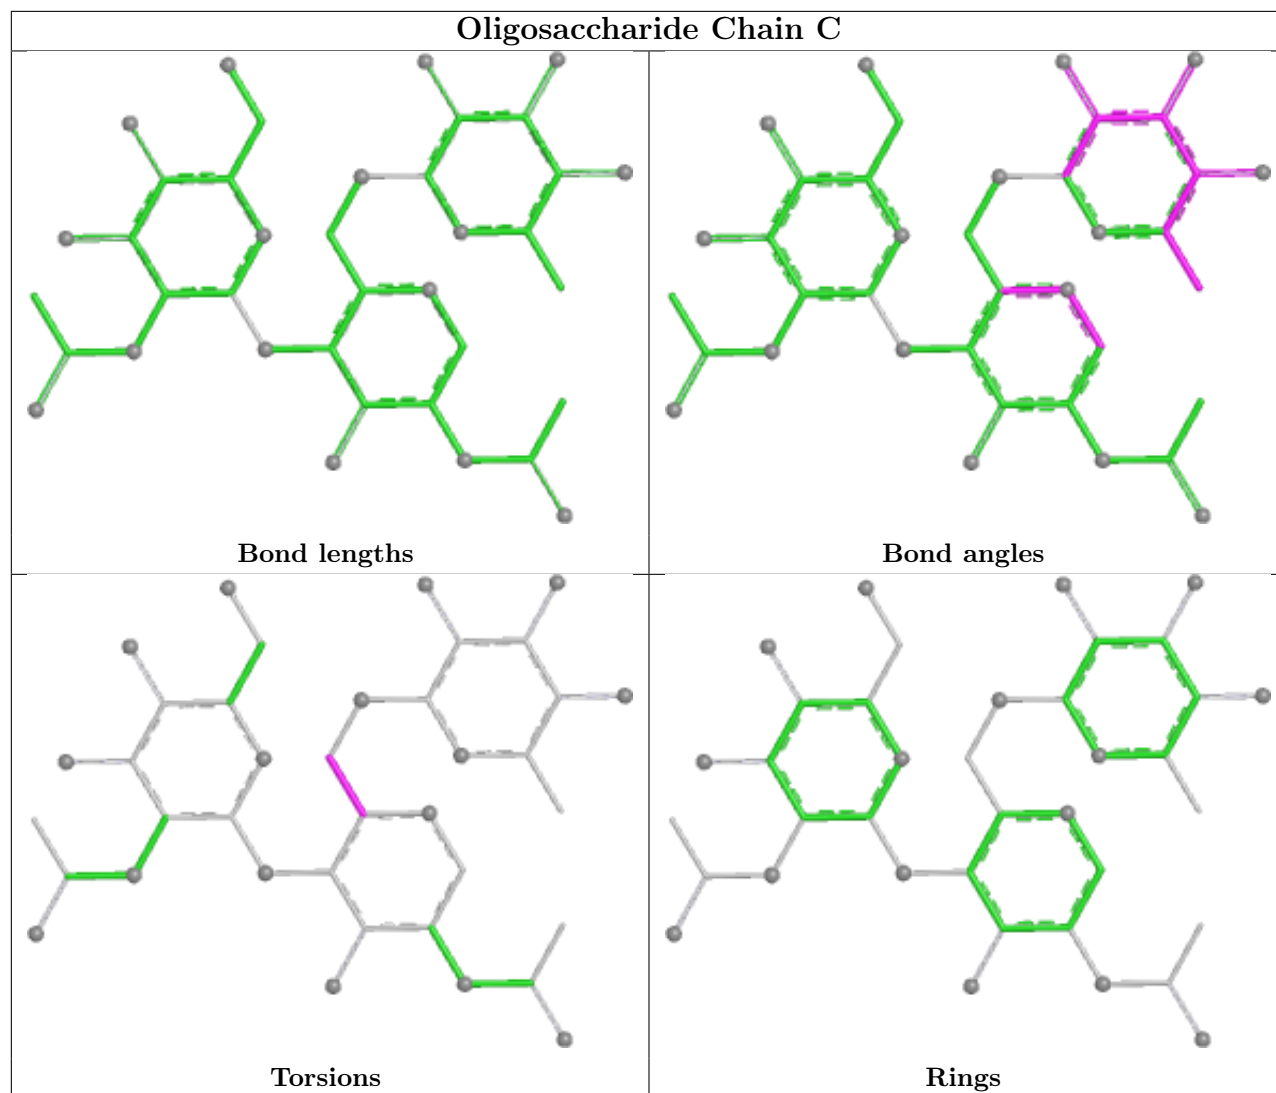 Oligosaccharide Chain C
Bond lengths
Bond angles
Torsions
Rings